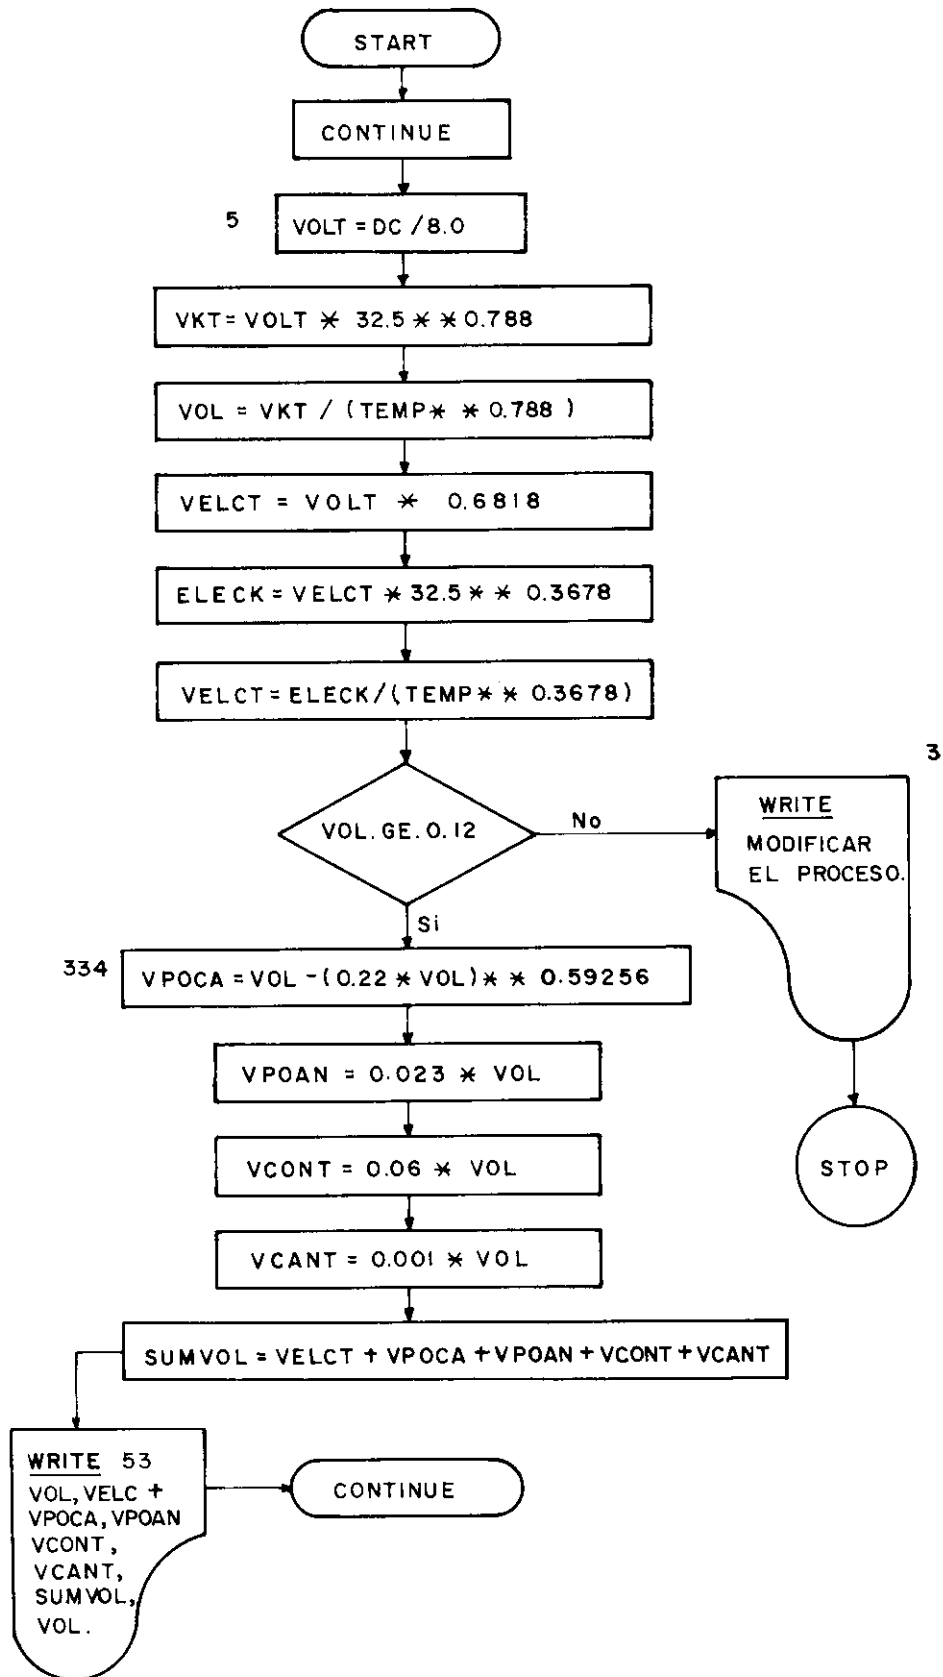 START
CONTINUE
5
VOLT = DC / 8.0
VKT = VOLT * 32.5 * * 0.788
VOL = VKT / (TEMP * * 0.788 )
VELCT = VOLT * 0.6818
ELECK = VELCT * 32.5 * * 0.3678
VELCT = ELECK/(TEMP * * 0.3678)
3
VOL. GE. 0.12
No
WRITE
MODIFICAR
EL PROCESO.
Si
334
VPOCA = VOL - (0.22 * VOL) * * 0.59256
VPOAN = 0.023 * VOL
VCONT = 0.06 * VOL
STOP
VCANT = 0.001 * VOL
SUMVOL = VELCT + VPOCA + VPOAN + VCONT + VCANT
WRITE 53
VOL, VELC +
VPOCA, VPOAN
VCONT,
VCANT,
SUMVOL,
VOL.
CONTINUE